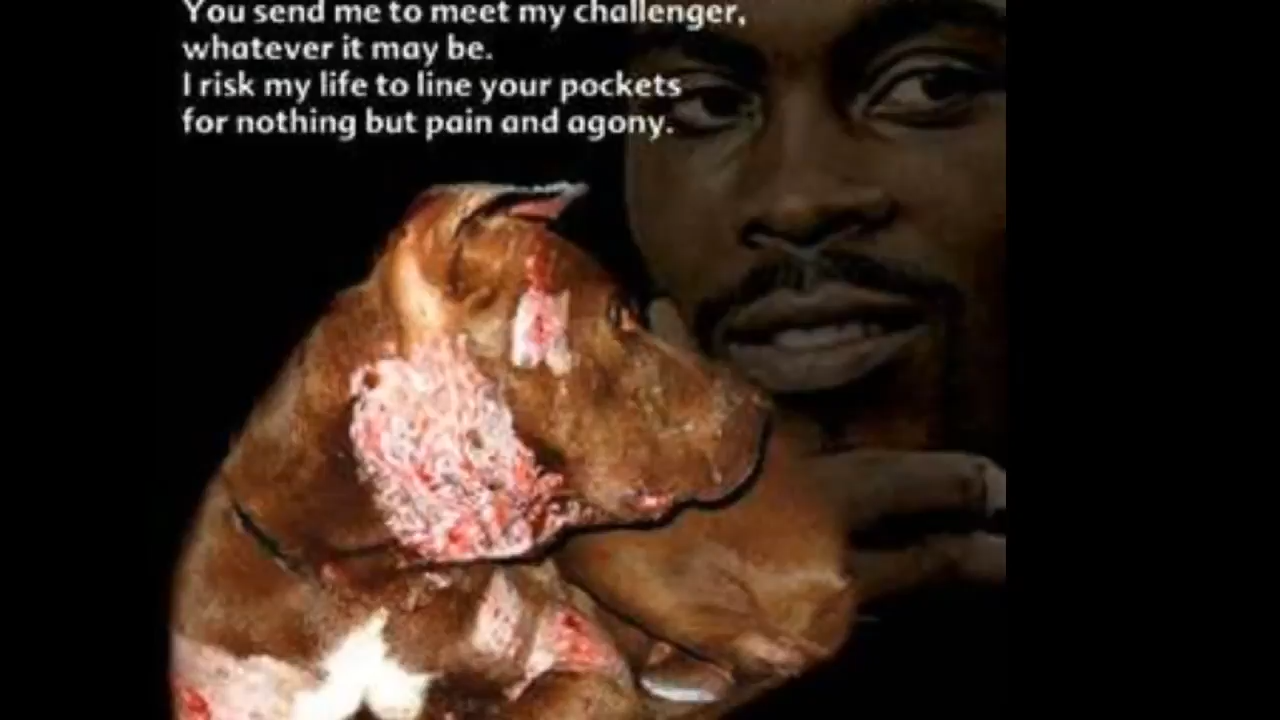 You send me to meet my challenger,
whatever it may be.
I risk my life to line your pockets
for nothing but pain and agony.